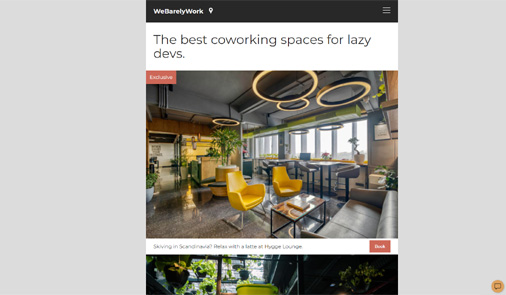 WeBarelyWork
The best coworking spaces for lazy
devs.
Exclusive
Skiving in Scandinavia? Relax with a latte at Hygge Lounge.
Book